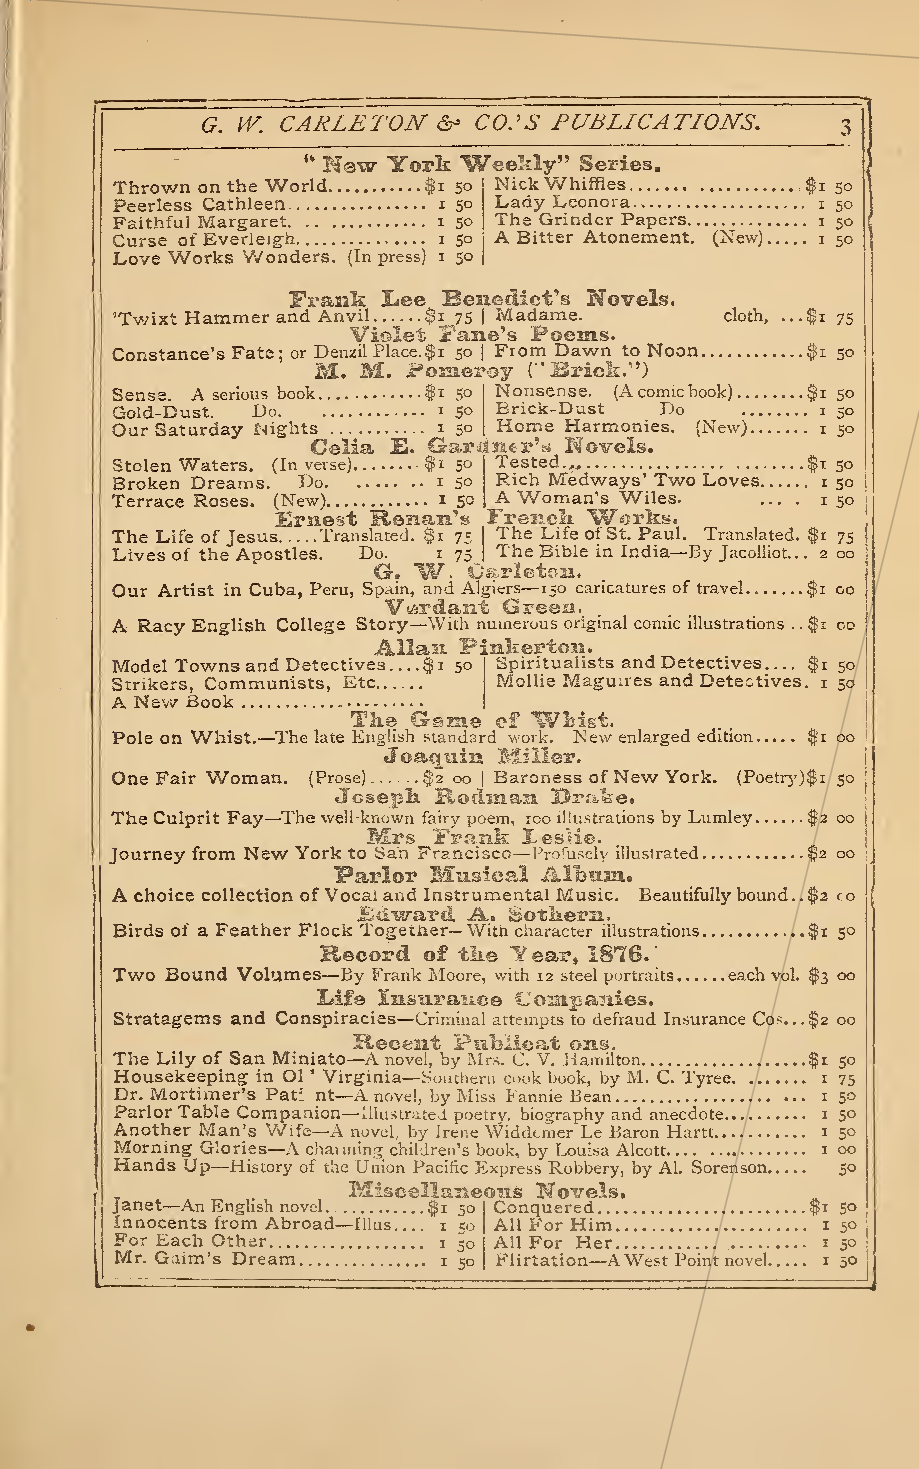 G. W. CARLETON & CO.'S PUBLICATIONS. 3
"New York Weekly" Series.
Thrown on the World...........$1 50 | Nick Whiffles....... ............$1 50
Peerless Cathleen................ 1 50 | Lady Leonora...................... 1 50
Faithful Margaret. .. ............ 1 50 | The Grinder Papers............... 1 50
Curse of Everleigh................ 1 50 | A Bitter Atonement. (New)..... 1 50
Love Works Wonders. (In press) 1 50 |
Frank Lee Benedict's Novels.
'Twixt Hammer and Anvil......$1 75 | Madame. cloth, ...$1 75
Violet Fane's Poems.
Constance's Fate; or Denzil Place.$1 50 | From Dawn to Noon............$1 50
M. M. Pomeroy ("Brick.")
Sense. A serious book............$1 50 | Nonsense. (A comic book)........$1 50
Gold-Dust. Do. ............ 1 50 | Brick-Dust Do ........ 1 50
Our Saturday Nights ........... 1 50 | Home Harmonies. (New)....... 1 50
Celia E. Gardner's Novels.
Stolen Waters. (In verse)........$1 50 | Tested............................$1 50
Broken Dreams. Do. ...... .. 1 50 | Rich Medways' Two Loves...... 1 50
Terrace Roses. (New)............ 1 50 | A Woman's Wiles. .... . 1 50
Ernest Renan's French Works.
The Life of Jesus.....Translated. $1 75 | The Life of St. Paul. Translated. $1 75
Lives of the Apostles. Do. 1 75 | The Bible in India—By Jacolliot... 2 00
G. W. Carleton.
Our Artist in Cuba, Peru, Spain, and Algiers—150 caricatures of travel.......$1 00
Verdant Green.
A Racy English College Story—With numerous original comic illustrations ..$1 00
Allan Pinkerton.
Model Towns and Detectives....$1 50 | Spiritualists and Detectives.... $1 50
Strikers, Communists, Etc...... | Mollie Maguires and Detectives. 1 50
A New Book .....................
The Game of Whist.
Pole on Whist.—The late English standard work. New enlarged edition..... $1 00
Joaquin Miller.
One Fair Woman. (Prose)......$2 00 | Baroness of New York. (Poetry)$1 50
Joseph Rodman Drake.
The Culprit Fay—The well-known fairy poem, 100 illustrations by Lumley......$2 00
Mrs Frank Leslie.
Journey from New York to San Francisco—Profusely illustrated............$2 00
Parlor Musical Album.
A choice collection of Vocal and Instrumental Music. Beautifully bound..$2 00
Edward A. Sothern.
Birds of a Feather Flock Together—With character illustrations............$1 50
Record of the Year, 1876.
Two Bound Volumes—By Frank Moore, with 12 steel portraits......each vol. $3 00
Life Insurance Companies.
Stratagems and Conspiracies—Criminal attempts to defraud Insurance Cos...$2 00
Recent Publicat ons.
The Lily of San Miniato—A novel, by Mrs. C. V. Hamilton....................$1 50
Housekeeping in Ol ' Virginia—Southern cook book, by M. C. Tyree. ........ 1 75
Dr. Mortimer's Pati nt—A novel, by Miss Fannie Bean.................... ... 1 50
Parlor Table Companion—Illustrated poetry, biography and anecdote.......... 1 50
Another Man's Wife—A novel, by Irene Widdemer Le Baron Hartt........... 1 50
Morning Glories—A charming children's book, by Louisa Alcott.... ............ 1 00
Hands Up—History of the Union Pacific Express Robbery, by Al. Sorenson..... 50
Miscellaneous Novels.
Janet—An English novel............$1 50 | Conquered........................$1 50
Innocents from Abroad—Illus.... 1 50 | All For Him....................... 1 50
For Each Other.................. 1 50 | All For Her............ .......... 1 50
Mr. Gaim's Dream............... 1 50 | Flirtation—A West Point novel..... 1 50